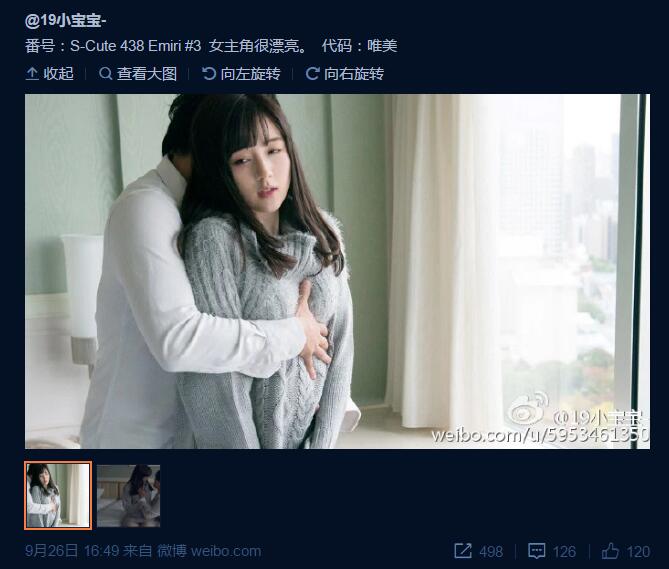 @19小宝宝-
番号：S-Cute 438 Emiri #3 女主角很漂亮。 代码：唯美
收起 查看大图 向左旋转 向右旋转
@19小宝宝-
weibo.com/u/5953461350
9月26日 16:49 来自 微博 weibo.com 498 126 120